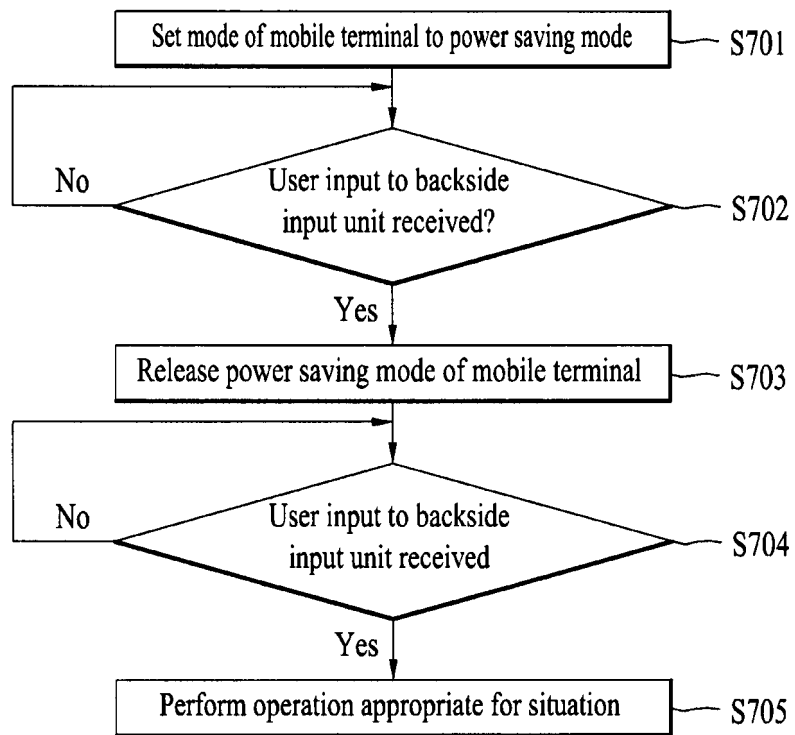 Set mode of mobile terminal to power saving mode
S701
No
User input to backside
input unit received?
S702
Yes
Release power saving mode of mobile terminal
S703
No
User input to backside
input unit received
S704
Yes
Perform operation appropriate for situation
S705